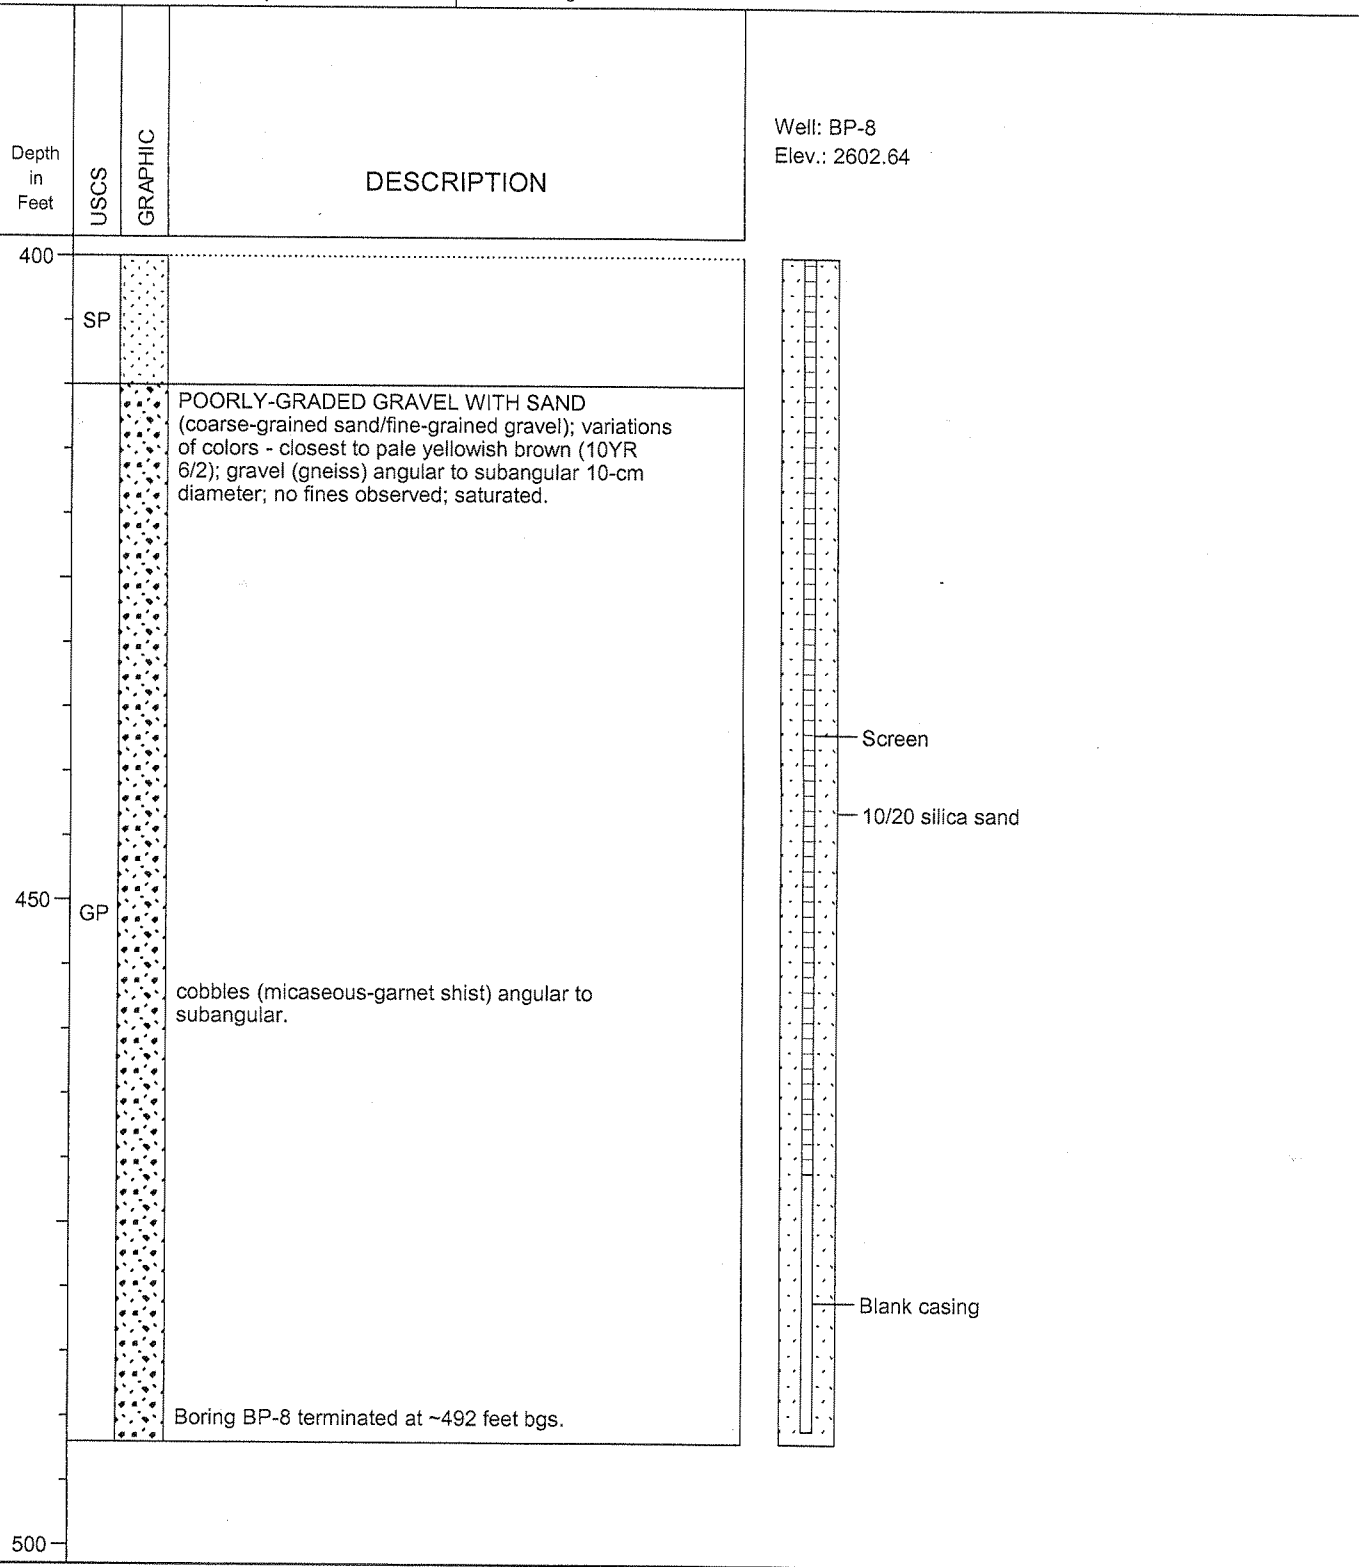 Depth
in
Feet
USCS
GRAPHIC
DESCRIPTION
Well: BP-8
Elev.: 2602.64
400
SP
POORLY-GRADED GRAVEL WITH SAND
(coarse-grained sand/fine-grained gravel); variations
of colors - closest to pale yellowish brown (10YR
6/2); gravel (gneiss) angular to subangular 10-cm
diameter; no fines observed; saturated.
Screen
10/20 silica sand
450
GP
cobbles (micaseous-garnet shist) angular to
subangular.
Blank casing
Boring BP-8 terminated at ~492 feet bgs.
500